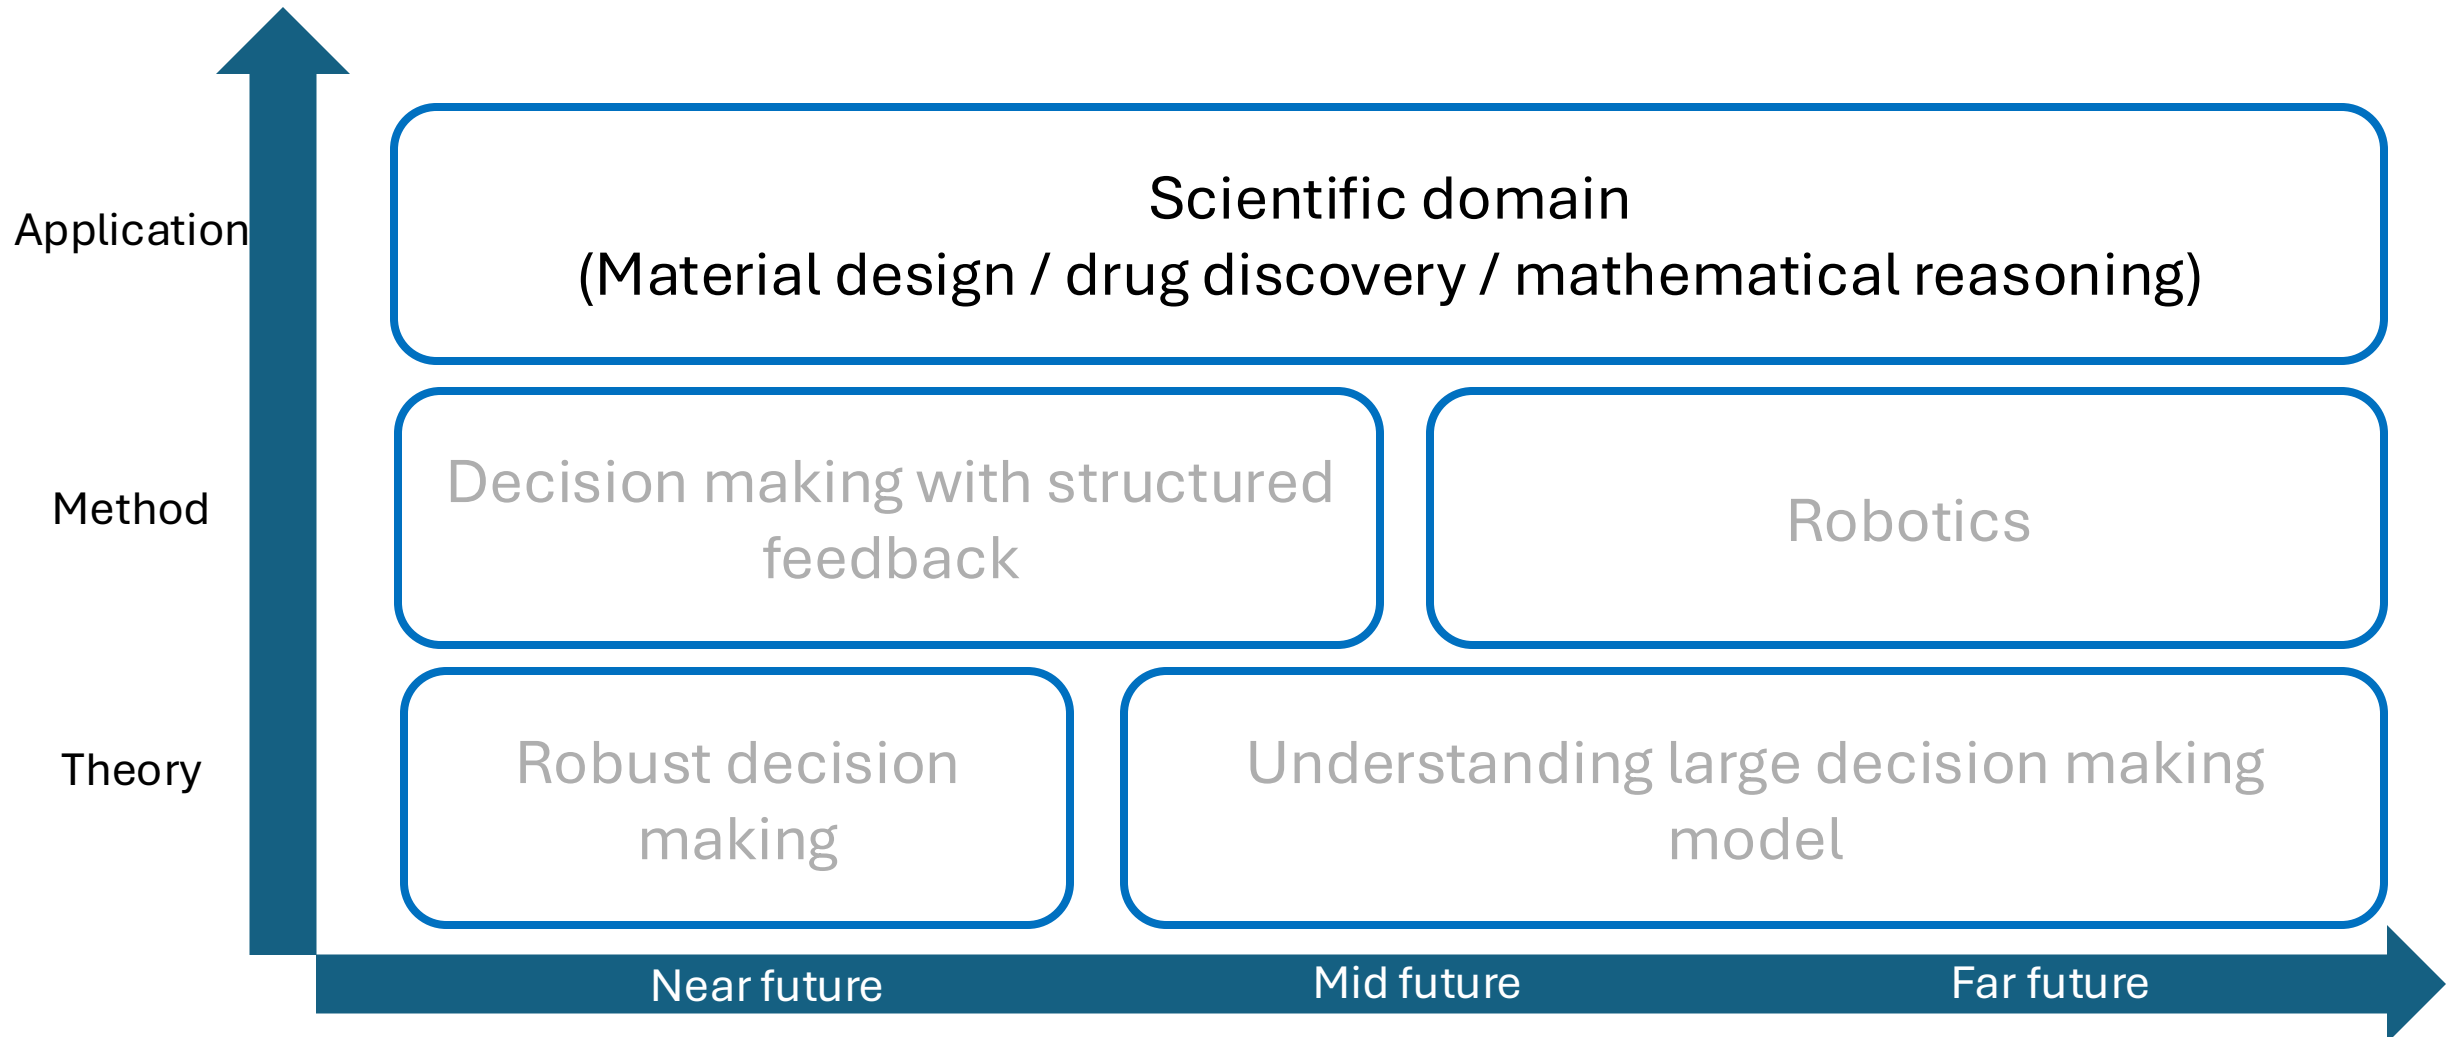 Application
Scientific domain
(Material design / drug discovery / mathematical reasoning)
Method
Decision making with structured
feedback
Robotics
Theory
Robust decision
making
Understanding large decision making
model
Near future
Mid future
Far future